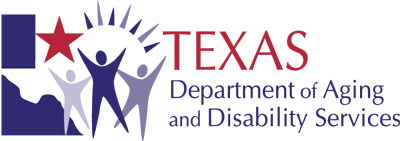 TEXAS
Department of Aging
and Disability Services